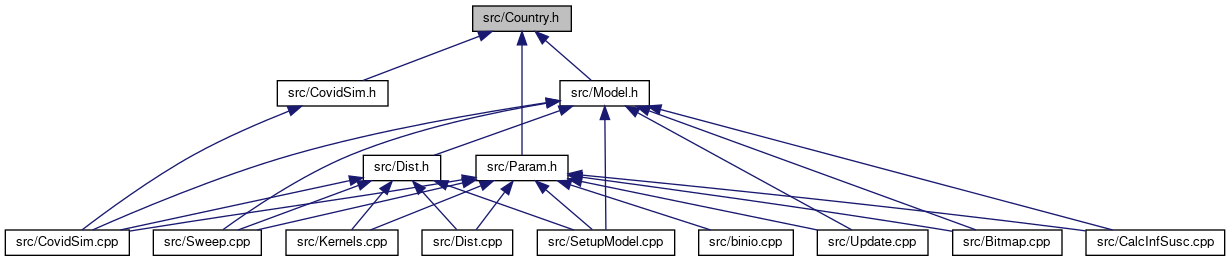 src/Country.h
src/CovidSim.h
src/Model.h
src/Dist.h
src/Param.h
src/CovidSim.cpp
src/Sweep.cpp
src/Kernels.cpp
src/Dist.cpp
src/SetupModel.cpp
src/binio.cpp
src/Update.cpp
src/Bitmap.cpp
src/CalcInfSusc.cpp